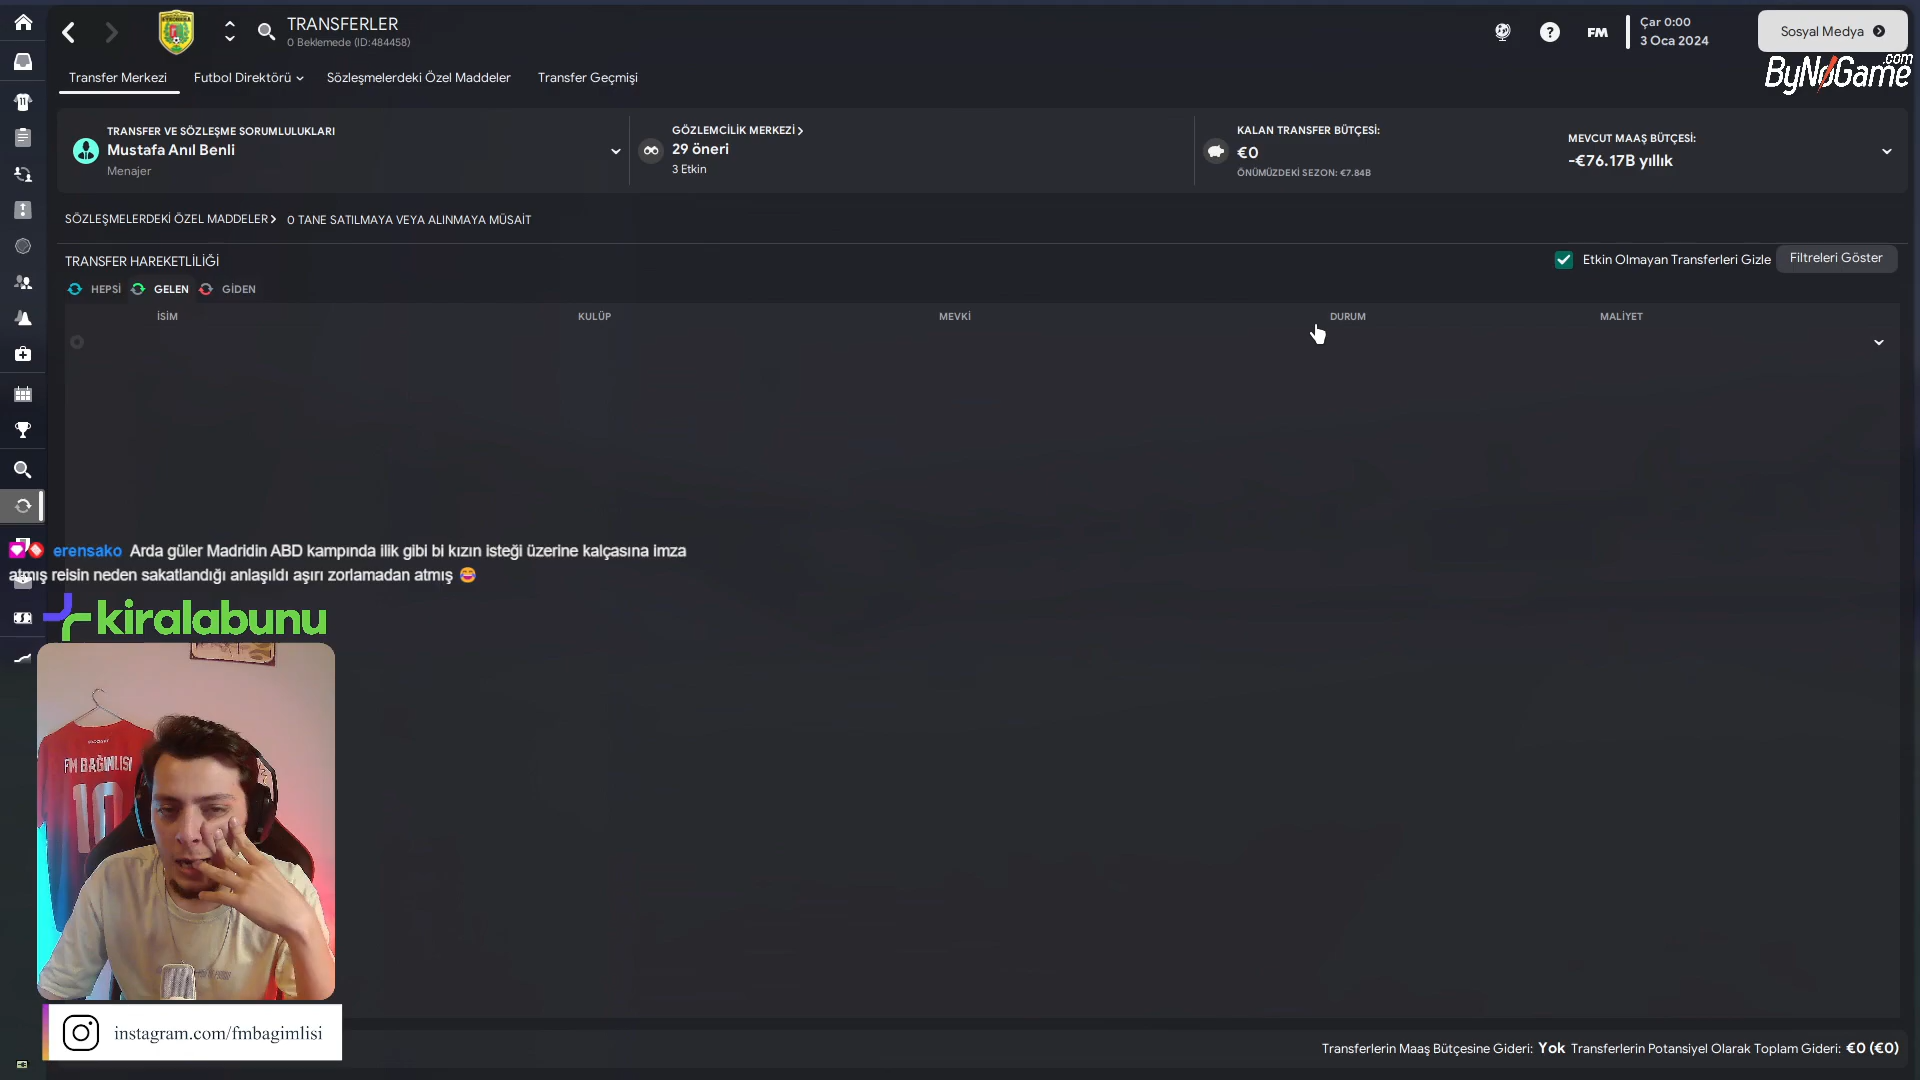 TRANSFERLER
0 Beklemede (ID:484458)
FM
Çar 0:00
3 Oca 2024
Sosyal Medya
ByNoGame.com
Transfer Merkezi
Futbol Direktörü
Sözleşmelerdeki Özel Maddeler
Transfer Geçmişi
TRANSFER VE SÖZLEŞME SORUMLULUKLARI
Mustafa Anıl Benli
Menajer
GÖZLEMCİLİK MERKEZİ
29 öneri
3 Etkin
KALAN TRANSFER BÜTÇESİ:
€0
ÖNÜMÜZDEKİ SEZON: €7.84B
MEVCUT MAAŞ BÜTÇESİ:
-€76.17B yıllık
SÖZLEŞMELERDEKİ ÖZEL MADDELER
0 TANE SATILMAYA VEYA ALINMAYA MÜSAİT
TRANSFER HAREKETLİLİĞİ
Etkin Olmayan Transferleri Gizle
Filtreleri Göster
HEPSİ
GELEN
GİDEN
İSİM
KULÜP
MEVKİ
DURUM
MALİYET
erensako Arda güler Madridin ABD kampında ilik gibi bi kızın isteği üzerine kalçasına imza
atmış reisin neden sakatlandığı anlaşıldı aşırı zorlamadan atmış
kiralabunu
FM BAĞIMLISI
10
instagram.com/fmbagimlisi
Transferlerin Maaş Bütçesine Gideri: Yok Transferlerin Potansiyel Olarak Toplam Gideri: €0 (€0)